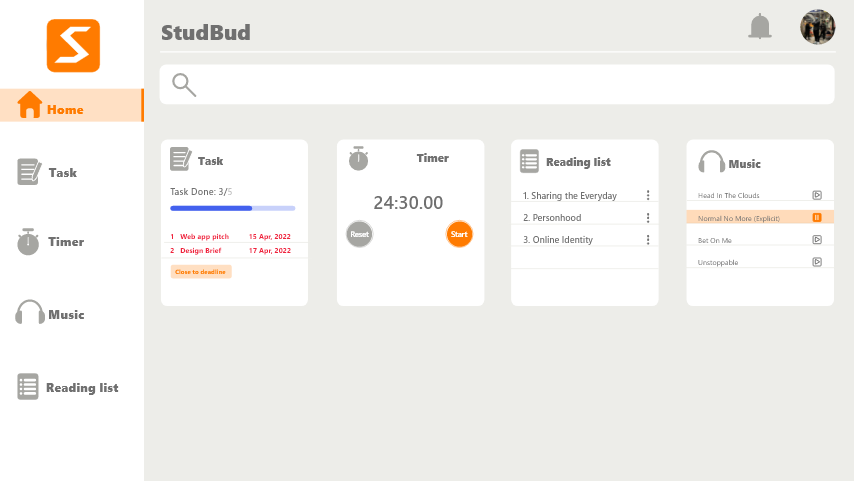 StudBud
Home
Task
Timer
Music
Reading list
Task
Task Done: 3/5
1 Web app pitch 15 Apr, 2022
2 Design Brief 17 Apr, 2022
Close to deadline
Timer
24:30.00
Reset Start
Reading list
1. Sharing the Everyday
2. Personhood
3. Online Identity
Music
Head In The Clouds
Normal No More (Explicit)
Bet On Me
Unstoppable